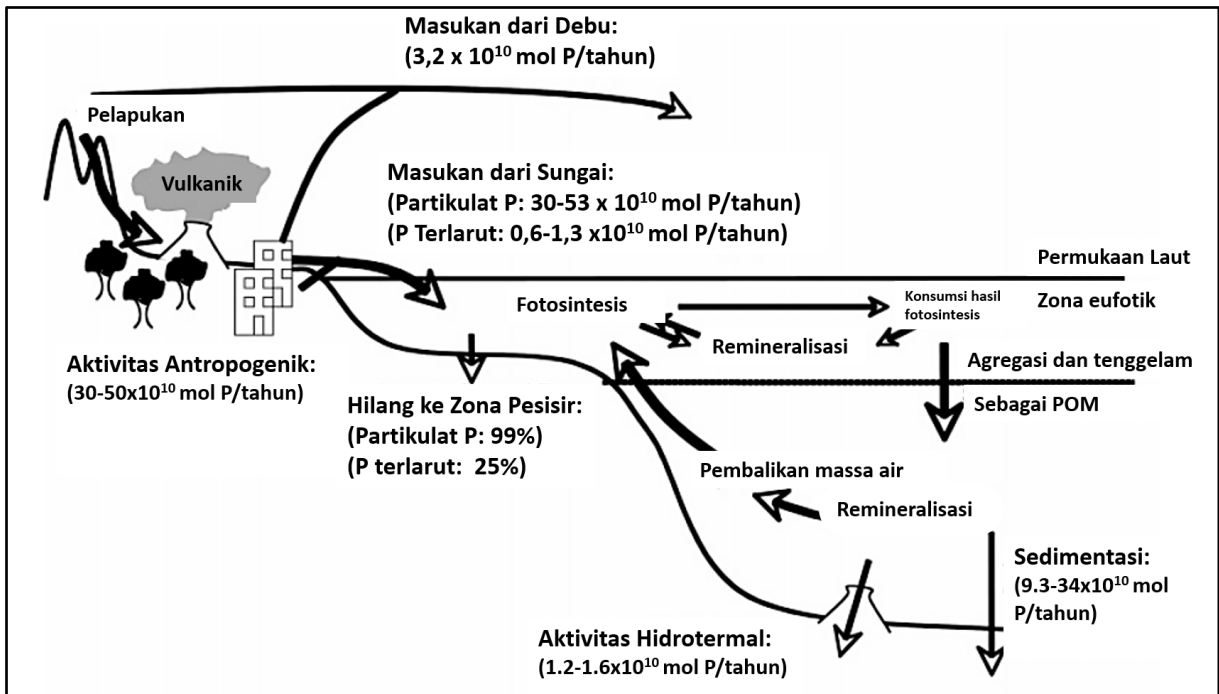 Masukan dari Debu:
(3,2 x 10¹⁰ mol P/tahun)
Pelapukan
Vulkanik
Masukan dari Sungai:
(Partikulat P: 30-53 x 10¹⁰ mol P/tahun)
(P Terlarut: 0,6-1,3 x10¹⁰ mol P/tahun)
Permukaan Laut
Fotosintesis
Konsumsi hasil
fotosintesis
Zona eufotik
Remineralisasi
Aktivitas Antropogenik:
(30-50x10¹⁰ mol P/tahun)
Agregasi dan tenggelam
Sebagai POM
Hilang ke Zona Pesisir:
(Partikulat P: 99%)
(P terlarut: 25%)
Pembalikan massa air
Remineralisasi
Sedimentasi:
(9.3-34x10¹⁰ mol
P/tahun)
Aktivitas Hidrotermal:
(1.2-1.6x10¹⁰ mol P/tahun)